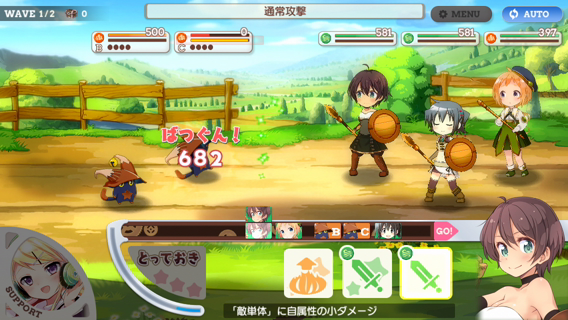 WAVE 1/2 0
通常攻撃
MENU
AUTO
500
B
0
C
581
581
397
ばつぐん!
682
B
C
GO!
とっておき
SUPPORT
「敵単体」に自属性の小ダメージ